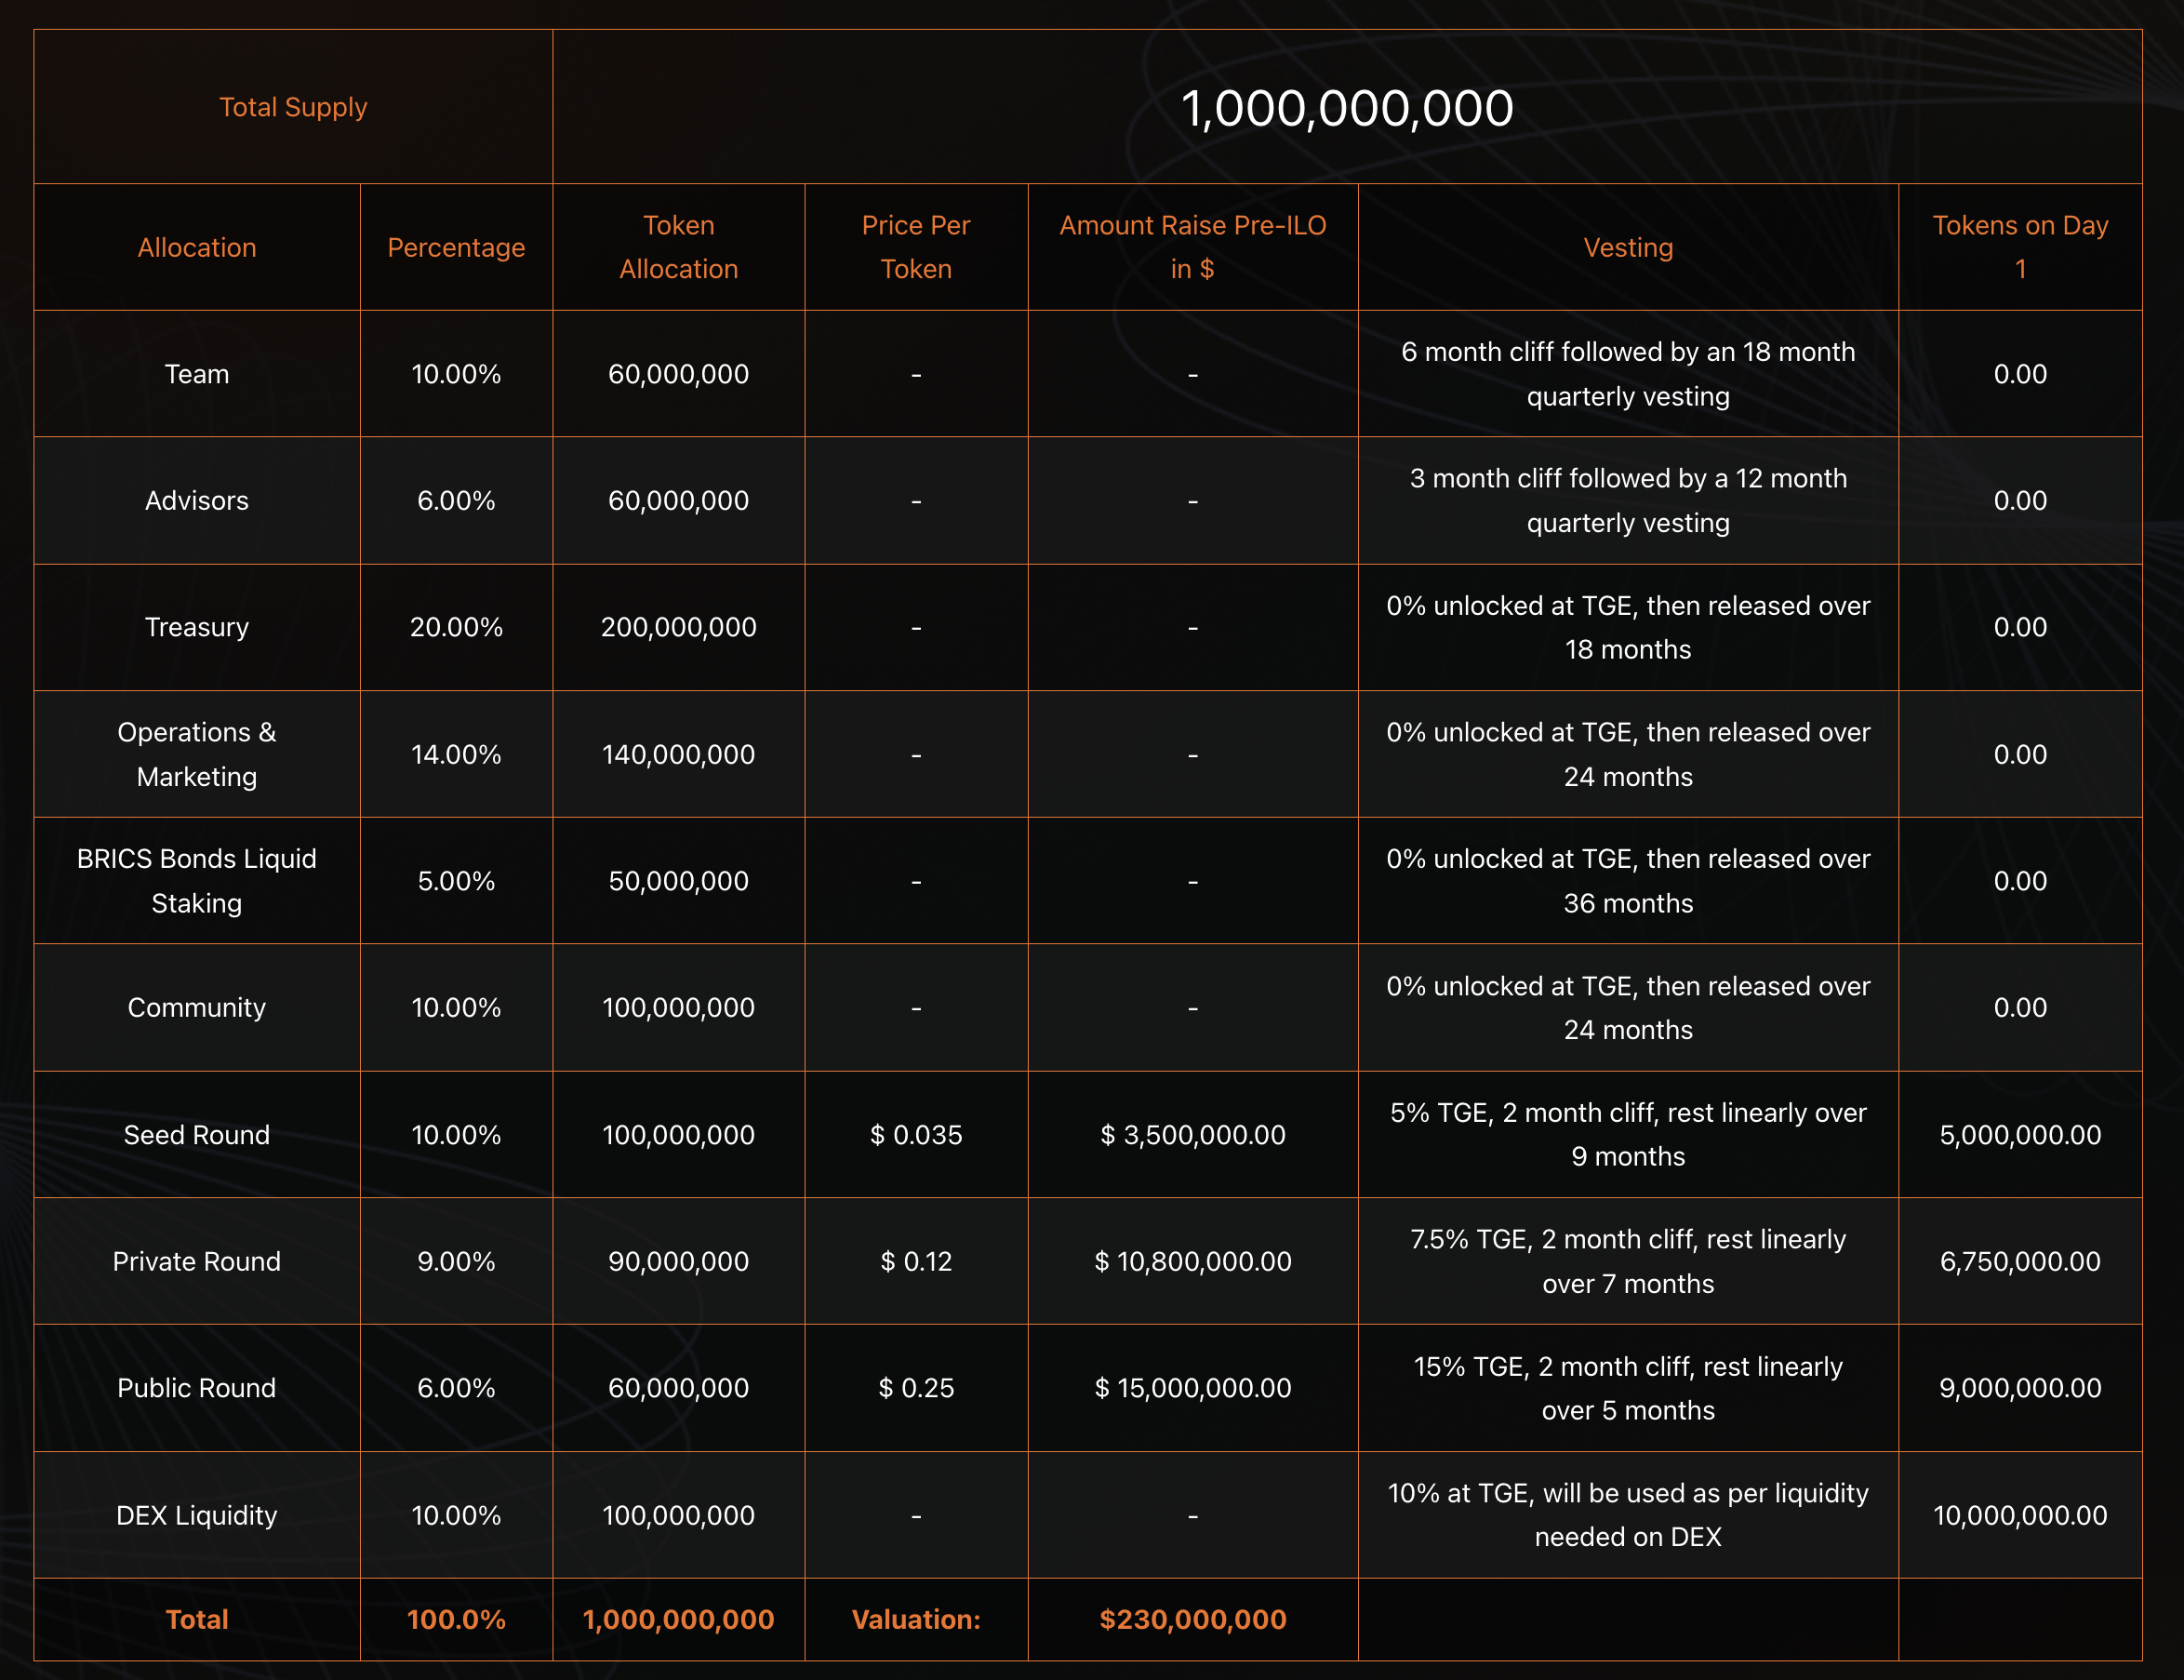 Total Supply
1,000,000,000
Allocation
Percentage
Token
Allocation
Price Per
Token
Amount Raise Pre-ILO
in $
Vesting
Tokens on Day
1
Team
10.00%
60,000,000
-
-
6 month cliff followed by an 18 month
quarterly vesting
0.00
Advisors
6.00%
60,000,000
-
-
3 month cliff followed by a 12 month
quarterly vesting
0.00
Treasury
20.00%
200,000,000
-
-
0% unlocked at TGE, then released over
18 months
0.00
Operations &
Marketing
14.00%
140,000,000
-
-
0% unlocked at TGE, then released over
24 months
0.00
BRICS Bonds Liquid
Staking
5.00%
50,000,000
-
-
0% unlocked at TGE, then released over
36 months
0.00
Community
10.00%
100,000,000
-
-
0% unlocked at TGE, then released over
24 months
0.00
Seed Round
10.00%
100,000,000
$ 0.035
$ 3,500,000.00
5% TGE, 2 month cliff, rest linearly over
9 months
5,000,000.00
Private Round
9.00%
90,000,000
$ 0.12
$ 10,800,000.00
7.5% TGE, 2 month cliff, rest linearly
over 7 months
6,750,000.00
Public Round
6.00%
60,000,000
$ 0.25
$ 15,000,000.00
15% TGE, 2 month cliff, rest linearly
over 5 months
9,000,000.00
DEX Liquidity
10.00%
100,000,000
-
-
10% at TGE, will be used as per liquidity
needed on DEX
10,000,000.00
Total
100.0%
1,000,000,000
Valuation:
$230,000,000